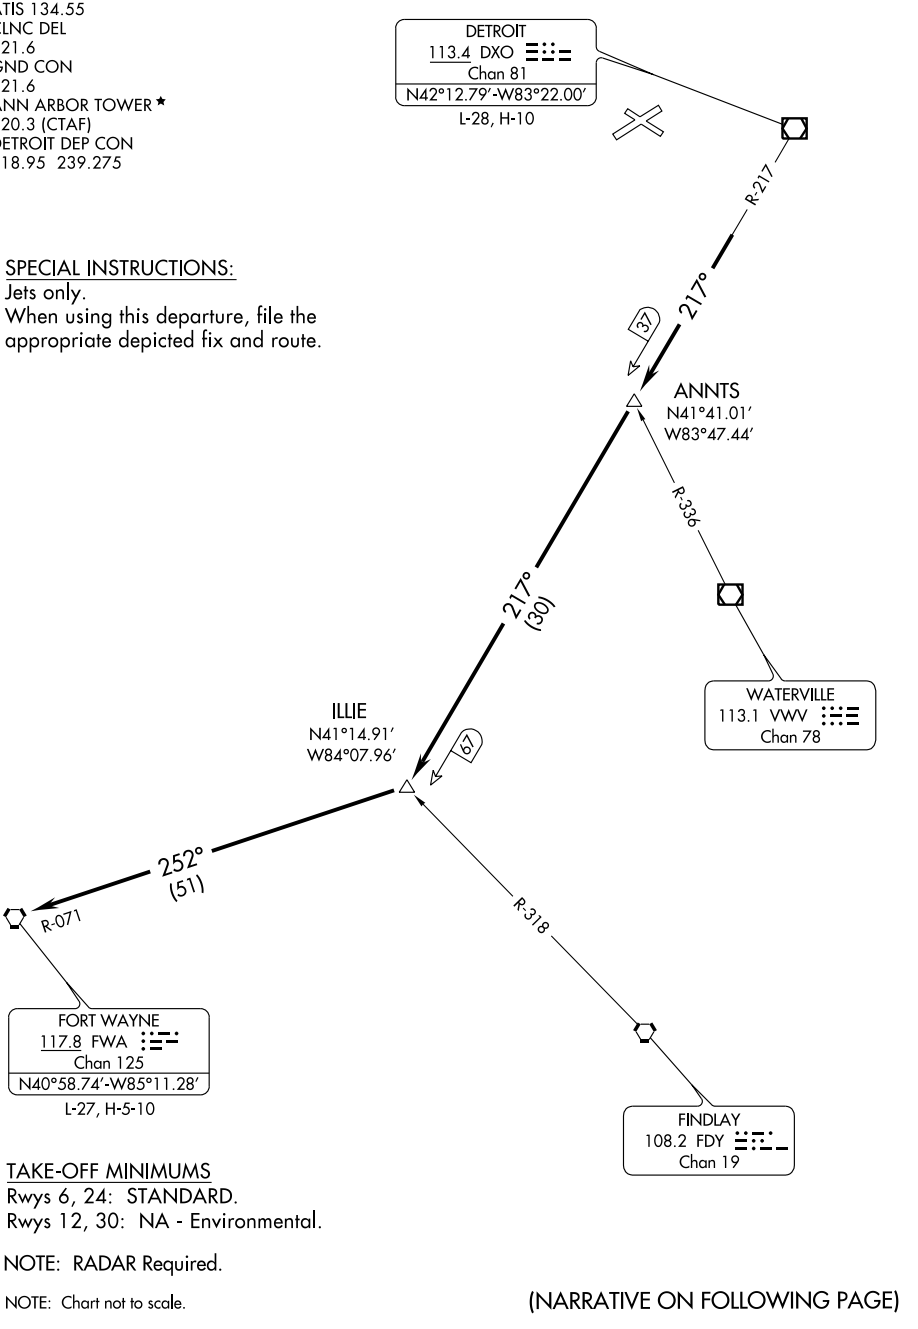 ATIS 134.55
CLNC DEL
21.6
GND CON
21.6
ANN ARBOR TOWER★
20.3 (CTAF)
DETROIT DEP CON
18.95 239.275
DETROIT
113.4 DXO
Chan 81
N42°12.79'-W83°22.00'
L-28, H-10
R-217
217°
37
SPECIAL INSTRUCTIONS:
Jets only.
When using this departure, file the
appropriate depicted fix and route.
ANNTS
N41°41.01'
W83°47.44'
R-336
217°
(30)
WATERVILLE
113.1 VWV
Chan 78
ILLIE
N41°14.91'
W84°07.96'
67
252°
(51)
R-071
R-318
FORT WAYNE
117.8 FWA
Chan 125
N40°58.74'-W85°11.28'
L-27, H-5-10
FINDLAY
108.2 FDY
Chan 19
TAKE-OFF MINIMUMS
Rwys 6, 24: STANDARD.
Rwys 12, 30: NA - Environmental.
NOTE: RADAR Required.
NOTE: Chart not to scale.
(NARRATIVE ON FOLLOWING PAGE)